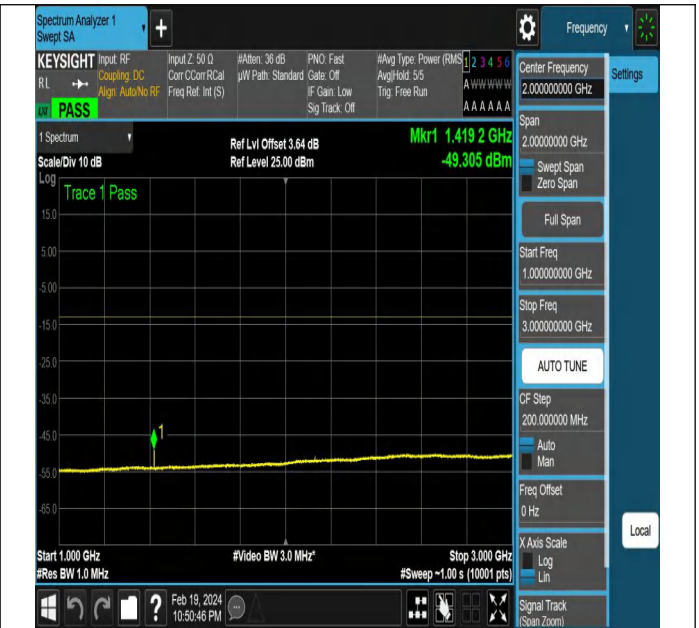 Spectrum Analyzer 1
Swept SA
+
Frequency
KEYSIGHT
RL
PASS
Input: RF
Coupling: DC
Align: Auto/No RF
Input Z: 50 Ω
Corr CCorr RCal
Freq Ref: Int (S)
#Atten: 36 dB
µW Path: Standard
PNO: Fast
Gate: Off
IF Gain: Low
Sig Track: Off
#Avg Type: Power (RMS)
Avg|Hold: 5/5
Trig: Free Run
1 2 3 4 5 6
A W W W W W
A A A A A A
Settings
1 Spectrum
Scale/Div 10 dB
Ref Lvl Offset 3.64 dB
Ref Level 25.00 dBm
Mkr1 1.419 2 GHz
-49.305 dBm
Log
Trace 1 Pass
15.0
5.00
-5.00
-15.0
-25.0
-35.0
-45.0
-55.0
-65.0
1
Start 1.000 GHz
#Res BW 1.0 MHz
#Video BW 3.0 MHz*
Stop 3.000 GHz
#Sweep ~1.00 s (10001 pts)
Center Frequency
2.000000000 GHz
Span
2.00000000 GHz
Swept Span
Zero Span
Full Span
Start Freq
1.000000000 GHz
Stop Freq
3.000000000 GHz
AUTO TUNE
CF Step
200.000000 MHz
Auto
Man
Freq Offset
0 Hz
X Axis Scale
Log
Lin
Signal Track
(Span Zoom)
Local
?
Feb 19, 2024
10:50:46 PM